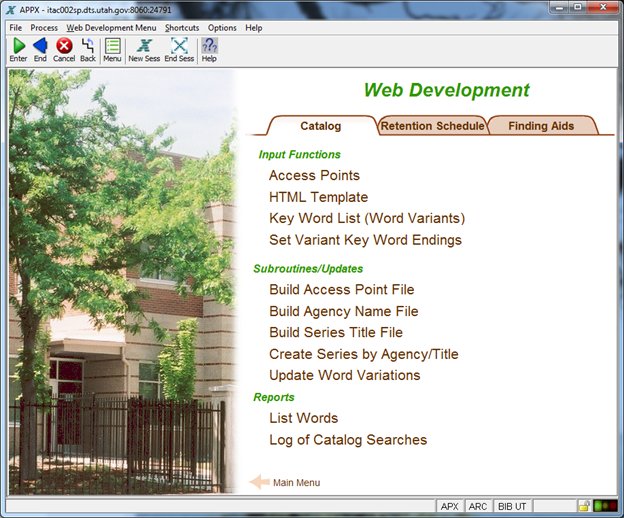 APPX - itac002sp.dts.utah.gov:8060:24791
File Process Web Development Menu Shortcuts Options Help
Enter End Cancel Back Menu New Sess End Sess Help
Web Development
Catalog Retention Schedule Finding Aids
Input Functions
Access Points
HTML Template
Key Word List (Word Variants)
Set Variant Key Word Endings
Subroutines/Updates
Build Access Point File
Build Agency Name File
Build Series Title File
Create Series by Agency/Title
Update Word Variations
Reports
List Words
Log of Catalog Searches
Main Menu
APX ARC BIB UT